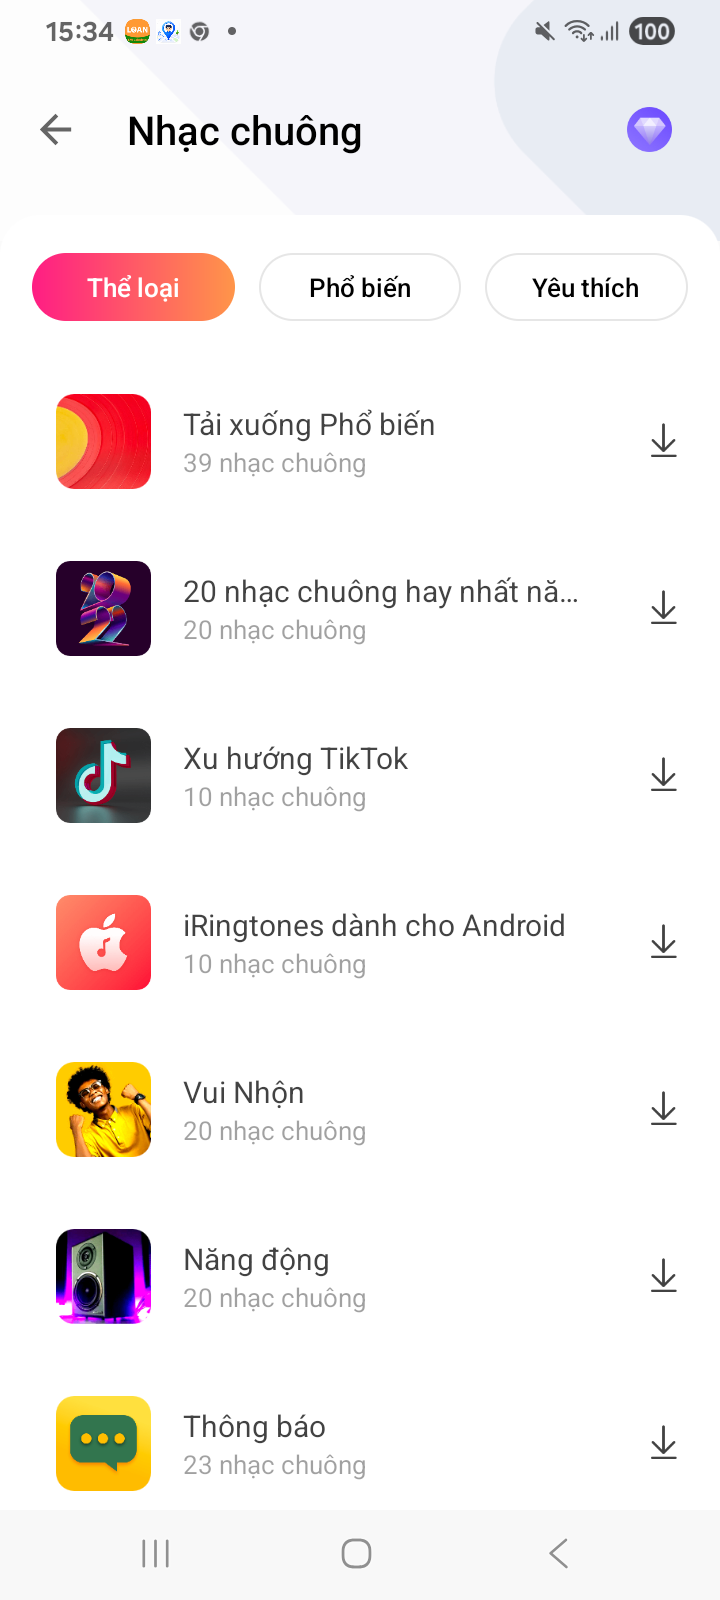 15:34
LOAN
100
Nhạc chuông
Thể loại
Phổ biến
Yêu thích
Tải xuống Phổ biến
39 nhạc chuông
20 nhạc chuông hay nhất nă...
20 nhạc chuông
Xu hướng TikTok
10 nhạc chuông
iRingtones dành cho Android
10 nhạc chuông
Vui Nhộn
20 nhạc chuông
Năng động
20 nhạc chuông
Thông báo
23 nhạc chuông